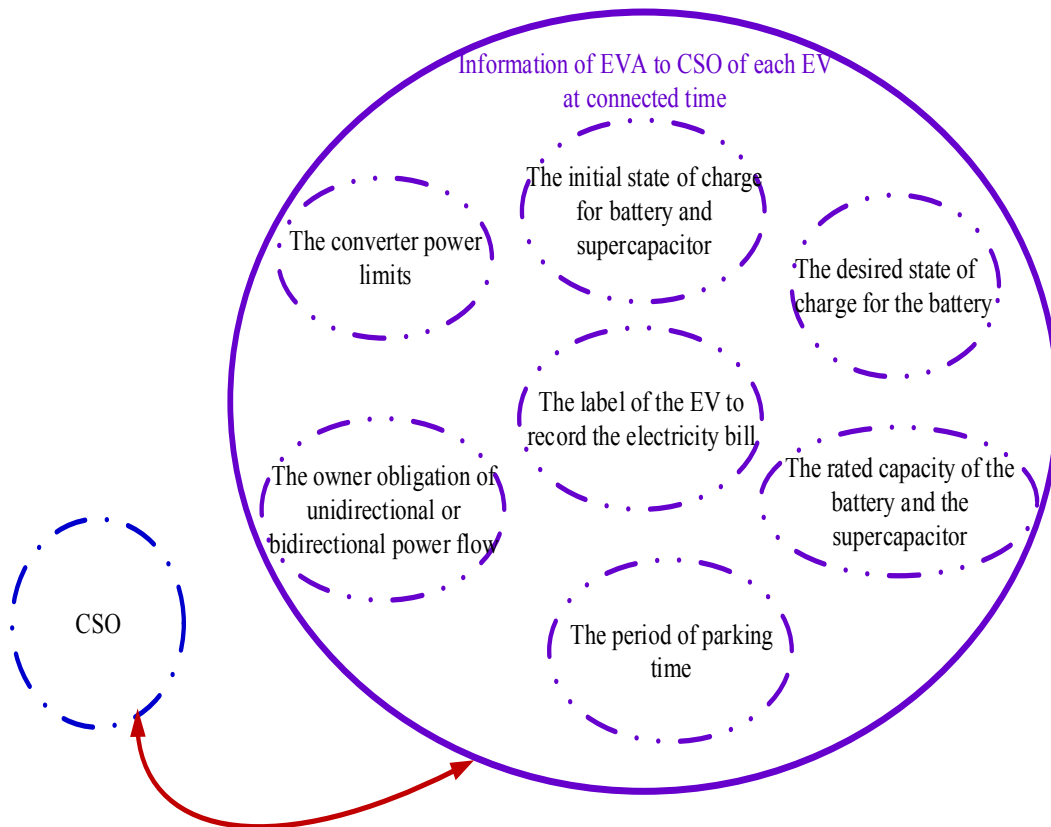 Information of EVA to CSO of each EV
at connected time
The initial state of charge
for battery and
supercapacitor
The converter power
limits
The desired state of
charge for the battery
The label of the EV to
record the electricity bill
The owner obligation of
unidirectional or
bidirectional power flow
The rated capacity of the
battery and the
supercapacitor
The period of parking
time
CSO